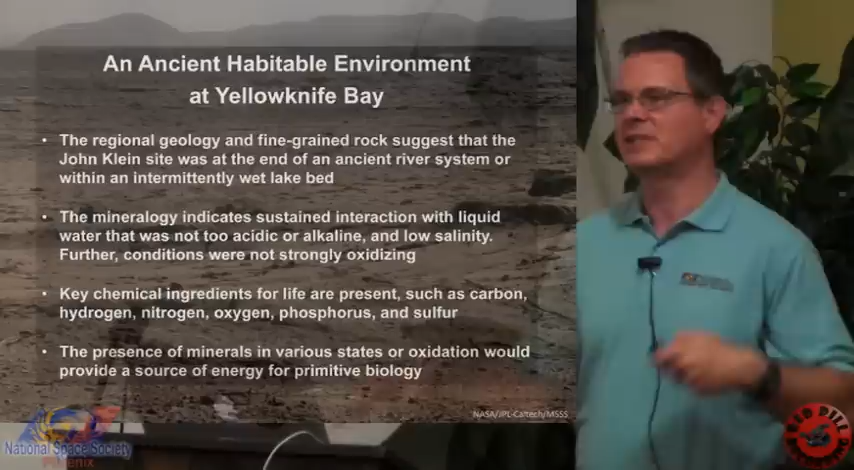 An Ancient Habitable Environment
at Yellowknife Bay
• The regional geology and fine-grained rock suggest that the
John Klein site was at the end of an ancient river system or
within an intermittently wet lake bed
• The mineralogy indicates sustained interaction with liquid
water that was not too acidic or alkaline, and low salinity.
Further, conditions were not strongly oxidizing
• Key chemical ingredients for life are present, such as carbon,
hydrogen, nitrogen, oxygen, phosphorus, and sulfur
• The presence of minerals in various states or oxidation would
provide a source of energy for primitive biology
NASA/JPL-Caltech/MSSS
National Space Society
Phoenix
RED PILL